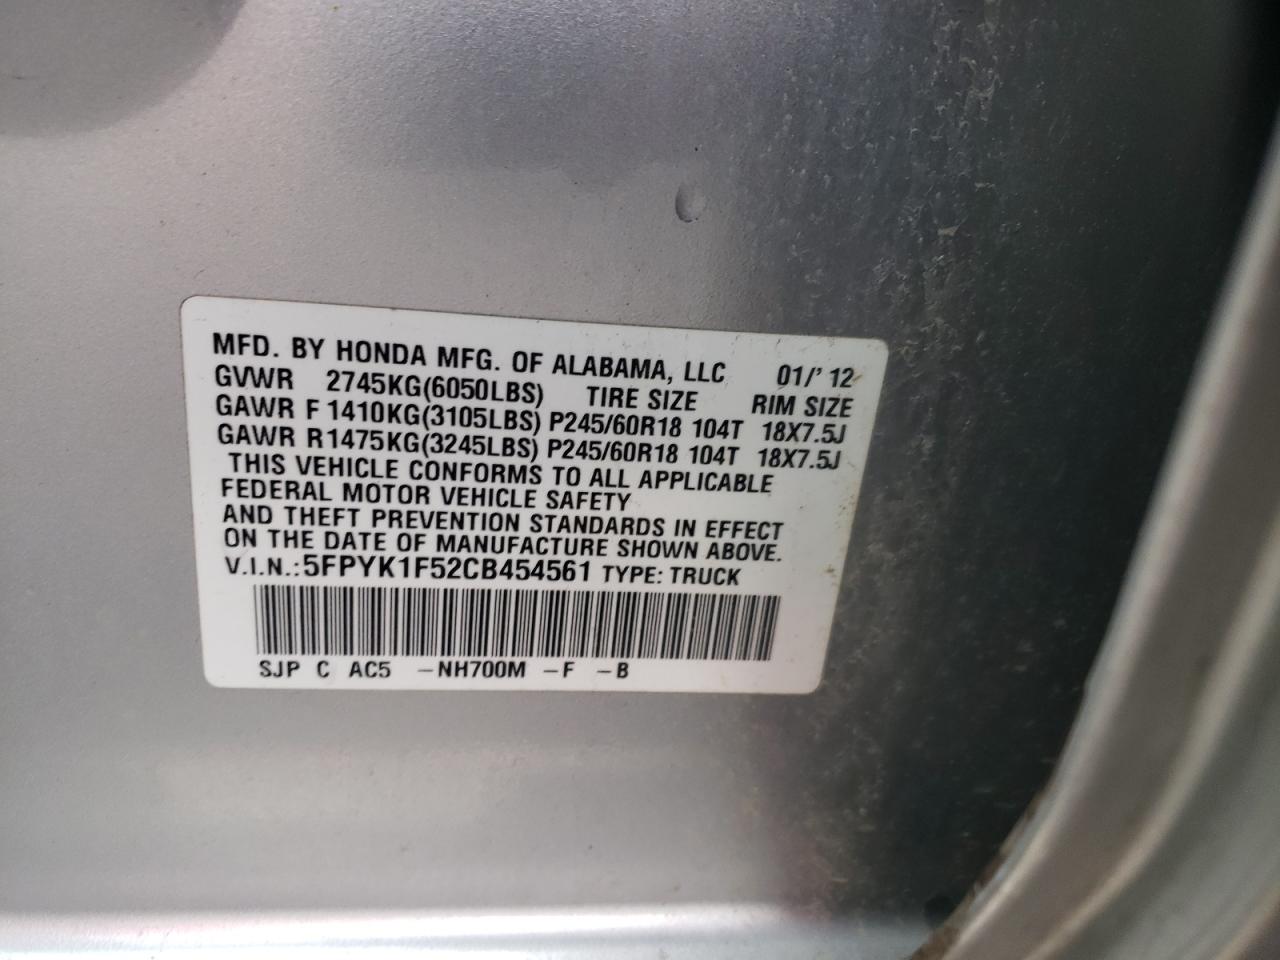 MFD. BY HONDA MFG. OF ALABAMA, LLC 01/' 12
GVWR 2745KG(6050LBS) TIRE SIZE RIM SIZE
GAWR F 1410KG(3105LBS) P245/60R18 104T 18X7.5J
GAWR R1475KG(3245LBS) P245/60R18 104T 18X7.5J
THIS VEHICLE CONFORMS TO ALL APPLICABLE
FEDERAL MOTOR VEHICLE SAFETY
AND THEFT PREVENTION STANDARDS IN EFFECT
ON THE DATE OF MANUFACTURE SHOWN ABOVE.
V.I.N.:5FPYK1F52CB454561 TYPE: TRUCK
SJP C AC5 –NH700M –F –B